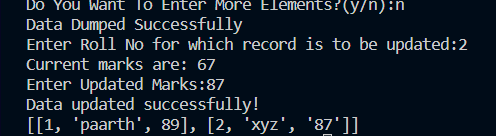 Do You Want To Enter More Elements?(y/n):n
Data Dumped Successfully
Enter Roll No for which record is to be updated:2
Current marks are: 67
Enter Updated Marks:87
Data updated successfully!
[[1, 'paarth', 89], [2, 'xyz', '87']]